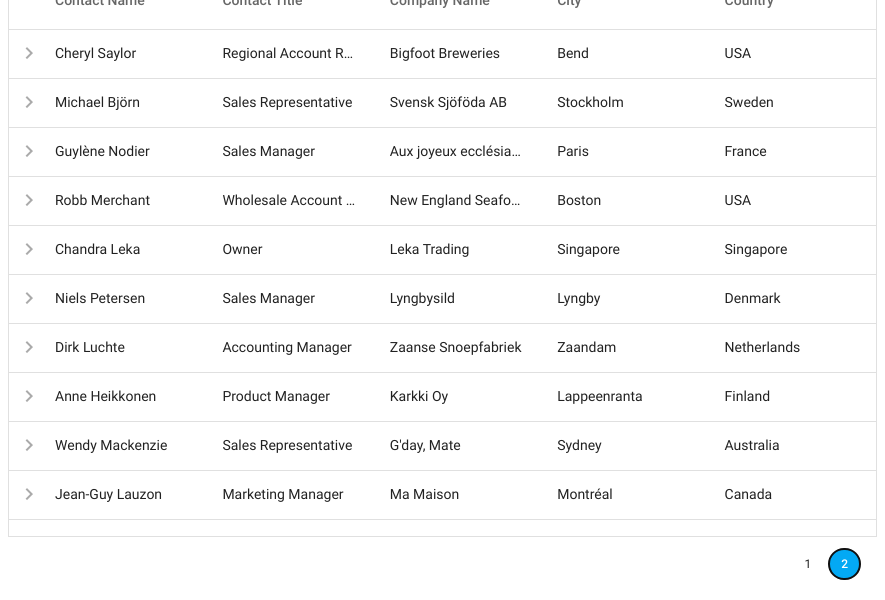 Contact Name Contact Title Company Name City Country
Cheryl Saylor Regional Account R... Bigfoot Breweries Bend USA
Michael Björn Sales Representative Svensk Sjöföda AB Stockholm Sweden
Guylène Nodier Sales Manager Aux joyeux ecclésia... Paris France
Robb Merchant Wholesale Account ... New England Seafo... Boston USA
Chandra Leka Owner Leka Trading Singapore Singapore
Niels Petersen Sales Manager Lyngbysild Lyngby Denmark
Dirk Luchte Accounting Manager Zaanse Snoepfabriek Zaandam Netherlands
Anne Heikkonen Product Manager Karkki Oy Lappeenranta Finland
Wendy Mackenzie Sales Representative G'day, Mate Sydney Australia
Jean-Guy Lauzon Marketing Manager Ma Maison Montréal Canada
1 2